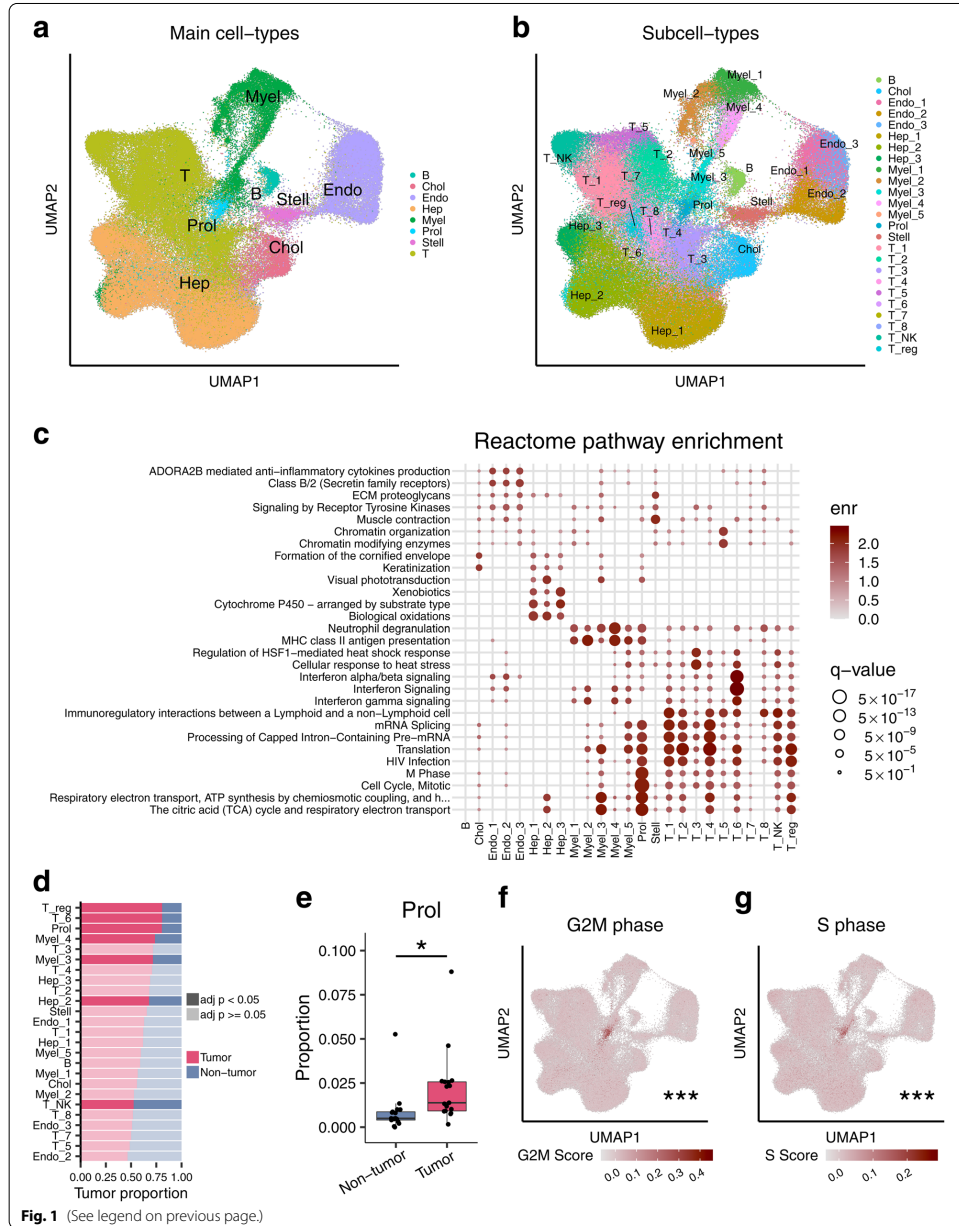 a
Main cell−types
UMAP2
UMAP1
Myel
T
B
Stell
Endo
Prol
Chol
Hep
B
Chol
Endo
Hep
Myel
Prol
Stell
T
b
Subcell−types
UMAP2
UMAP1
Myel_1
Myel_2
Myel_4
T_5
T_NK
T_2
Myel_5
Endo_3
T_1
T_7
Myel_3
B
Endo_1
T_reg
T_8
Prol
Stell
Endo_2
Hep_3
T_6
T_4
T_3
Chol
Hep_2
Hep_1
B
Chol
Endo_1
Endo_2
Endo_3
Hep_1
Hep_2
Hep_3
Myel_1
Myel_2
Myel_3
Myel_4
Myel_5
Prol
Stell
T_1
T_2
T_3
T_4
T_5
T_6
T_7
T_8
T_NK
T_reg
c
Reactome pathway enrichment
ADORA2B mediated anti−inflammatory cytokines production
Class B/2 (Secretin family receptors)
ECM proteoglycans
Signaling by Receptor Tyrosine Kinases
Muscle contraction
Chromatin organization
Chromatin modifying enzymes
Formation of the cornified envelope
Keratinization
Visual phototransduction
Xenobiotics
Cytochrome P450 − arranged by substrate type
Biological oxidations
Neutrophil degranulation
MHC class II antigen presentation
Regulation of HSF1−mediated heat shock response
Cellular response to heat stress
Interferon alpha/beta signaling
Interferon Signaling
Interferon gamma signaling
Immunoregulatory interactions between a Lymphoid and a non−Lymphoid cell
mRNA Splicing
Processing of Capped Intron−Containing Pre−mRNA
Translation
HIV Infection
M Phase
Cell Cycle, Mitotic
Respiratory electron transport, ATP synthesis by chemiosmotic coupling, and h...
The citric acid (TCA) cycle and respiratory electron transport
B
Chol
Endo_1
Endo_2
Endo_3
Hep_1
Hep_2
Hep_3
Myel_1
Myel_2
Myel_3
Myel_4
Myel_5
Prol
Stell
T_1
T_2
T_3
T_4
T_5
T_6
T_7
T_8
T_NK
T_reg
enr
2.0
1.5
1.0
0.5
0.0
q−value
5×10⁻¹⁷
5×10⁻¹³
5×10⁻⁹
5×10⁻⁵
5×10⁻¹
d
T_reg
T_6
Prol
Myel_4
T_3
Myel_3
T_4
Hep_3
T_2
Hep_2
Stell
Endo_1
T_1
Hep_1
Myel_5
B
Myel_1
Chol
Myel_2
T_NK
T_8
Endo_3
T_7
T_5
Endo_2
0.00 0.25 0.50 0.75 1.00
Tumor proportion
adj p < 0.05
adj p >= 0.05
Tumor
Non−tumor
e
Prol
*
Proportion
0.100
0.075
0.050
0.025
0.000
Non−tumor
Tumor
f
G2M phase
UMAP2
***
UMAP1
G2M Score
0.0 0.1 0.2 0.3 0.4
g
S phase
UMAP2
***
UMAP1
S Score
0.0 0.1 0.2
Fig. 1 (See legend on previous page.)